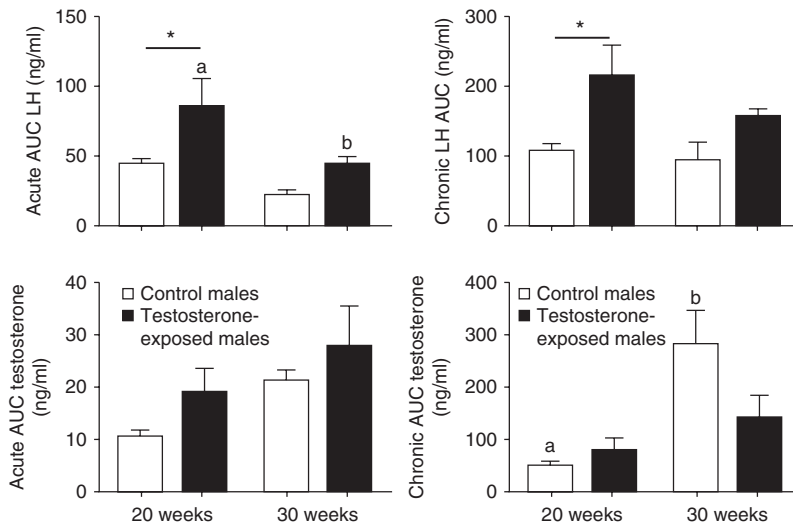 Acute AUC LH (ng/ml)
150
100
50
0
*
a
b
Chronic LH AUC (ng/ml)
300
200
100
0
*
Acute AUC testosterone
(ng/ml)
40
30
20
10
0
Control males
Testosterone-
exposed males
20 weeks
30 weeks
Chronic AUC testosterone
(ng/ml)
400
300
200
100
0
Control males
Testosterone-
exposed males
a
b
20 weeks
30 weeks